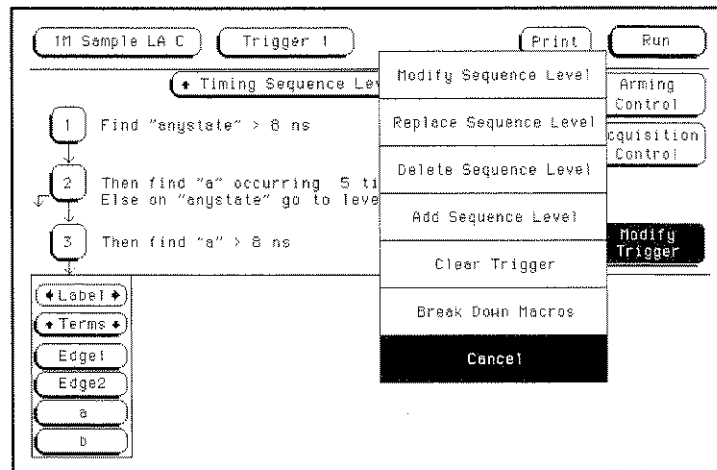 1M Sample LA C
Trigger 1
Print
Run
Timing Sequence Lev
Arming
Control
cquisition
Control
1 Find "anystate" > 8 ns
2 Then find "a" occurring 5 ti
Else on "anystate" go to leve
3 Then find "a" > 8 ns
Modify
Trigger
Modify Sequence Level
Replace Sequence Level
Delete Sequence Level
Add Sequence Level
Clear Trigger
Break Down Macros
Cancel
Label
Terms
Edge1
Edge2
a
b